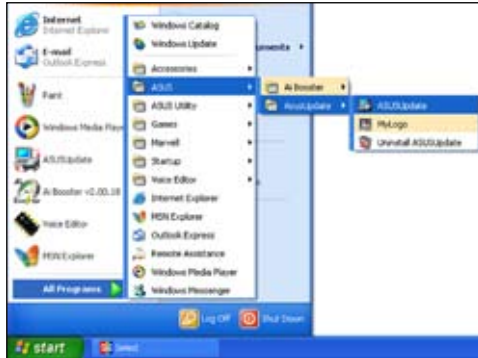 Internet
Internet Explorer
E-mail
Outlook Express
Paint
Windows Media Player
ASUSUpdate
Ai Booster v2.00.18
Voice Editor
MSN Explorer
All Programs
Windows Catalog
Windows Update
Accessories
ASUS
ASUS Utility
Games
Marvell
Startup
Voice Editor
Internet Explorer
MSN Explorer
Outlook Express
Remote Assistance
Windows Media Player
Windows Messenger
Ai Booster
AsusUpdate
ASUSUpdate
MyLogo
Uninstall ASUSUpdate
Log Off
Shut Down
start